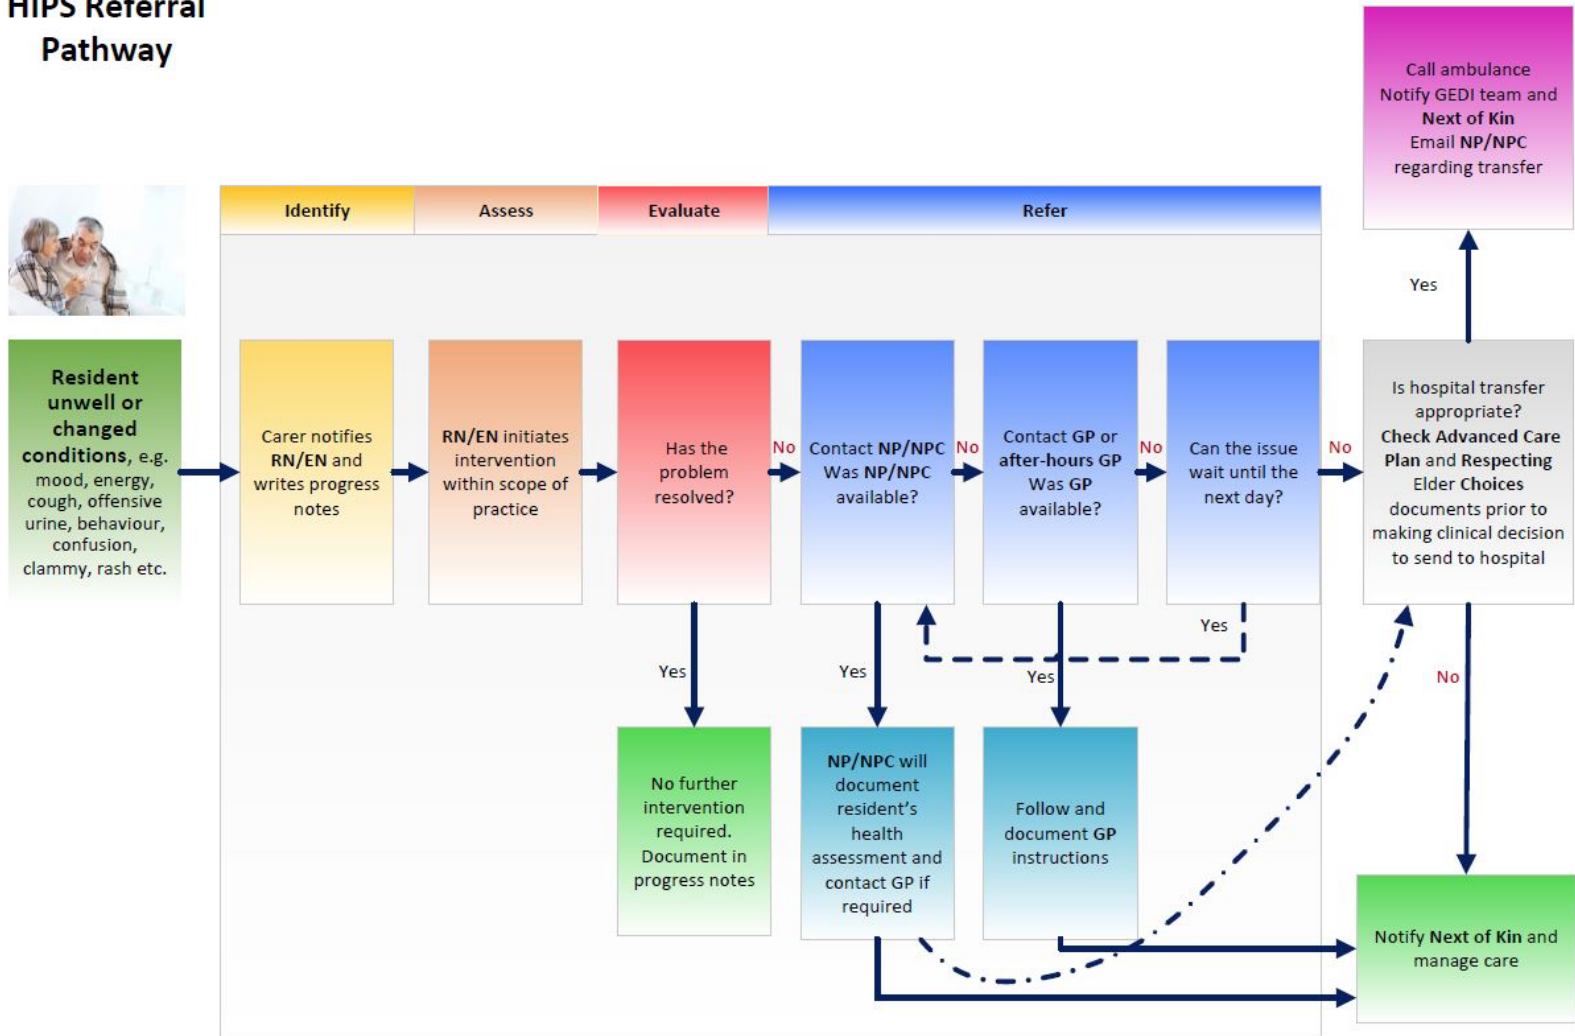 HIPS Referral
Pathway
Call ambulance
Notify GEDI team and
Next of Kin
Email NP/NPC
regarding transfer
Identify
Assess
Evaluate
Refer
Yes
Resident
unwell or
changed
conditions, e.g.
mood, energy,
cough, offensive
urine, behaviour,
confusion,
clammy, rash etc.
Carer notifies
RN/EN and
writes progress
notes
RN/EN initiates
intervention
within scope of
practice
Has the
problem
resolved?
No
Contact NP/NPC
Was NP/NPC
available?
No
Contact GP or
after-hours GP
Was GP
available?
No
Can the issue
wait until the
next day?
No
Is hospital transfer
appropriate?
Check Advanced Care
Plan and Respecting
Elder Choices
documents prior to
making clinical decision
to send to hospital
Yes
Yes
Yes
Yes
No
No further
intervention
required.
Document in
progress notes
NP/NPC will
document
resident's
health
assessment and
contact GP if
required
Follow and
document GP
instructions
Notify Next of Kin and
manage care